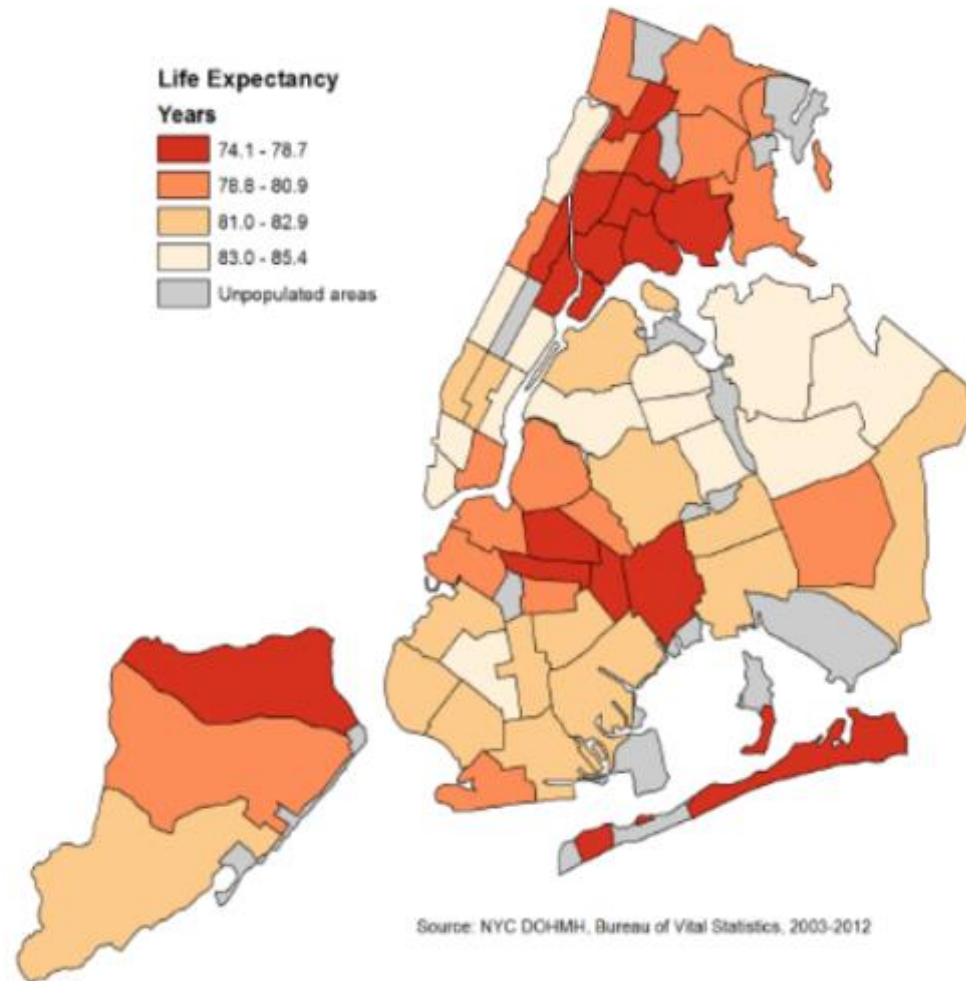 Life Expectancy
Years
74.1 - 78.7
78.8 - 80.9
81.0 - 82.9
83.0 - 85.4
Unpopulated areas
Source: NYC DOHMH, Bureau of Vital Statistics, 2003-2012